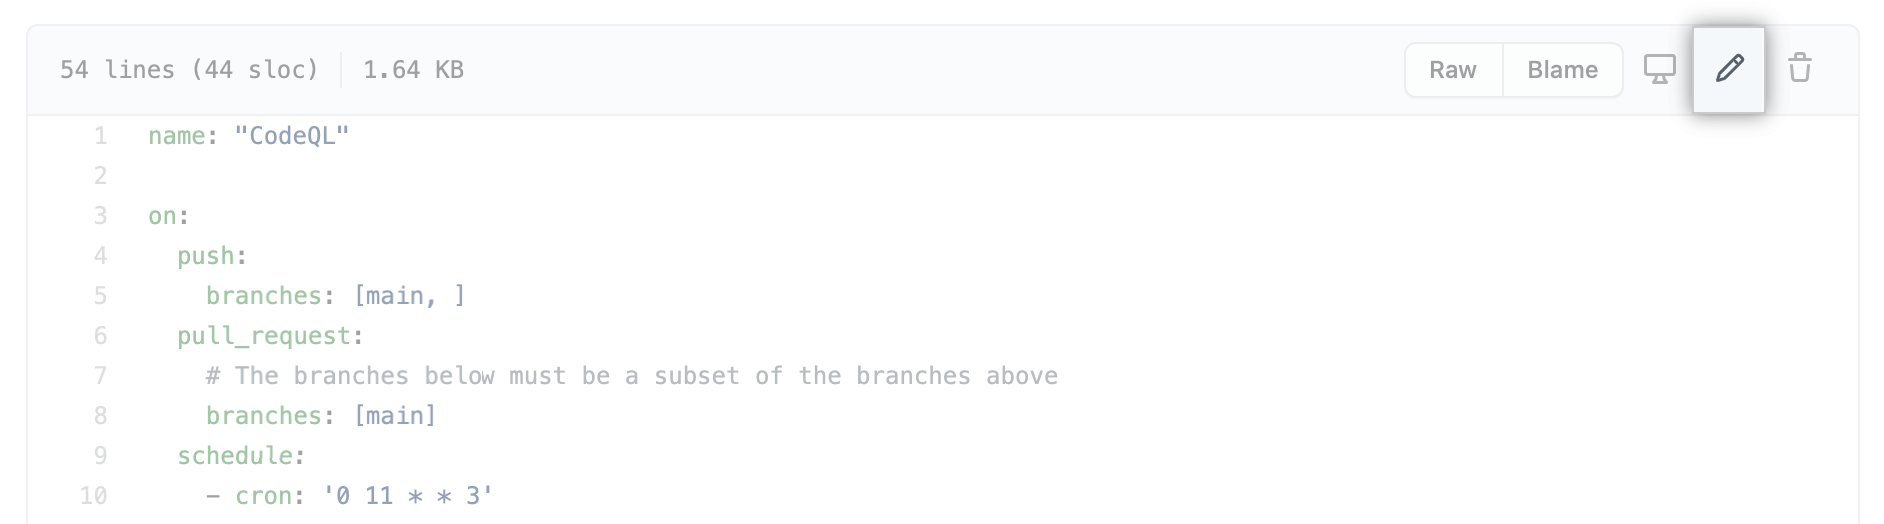 54 lines (44 sloc) 1.64 KB Raw Blame
1 name: "CodeQL"
2
3 on:
4   push:
5     branches: [main, ]
6   pull_request:
7     # The branches below must be a subset of the branches above
8     branches: [main]
9   schedule:
10     - cron: '0 11 * * 3'